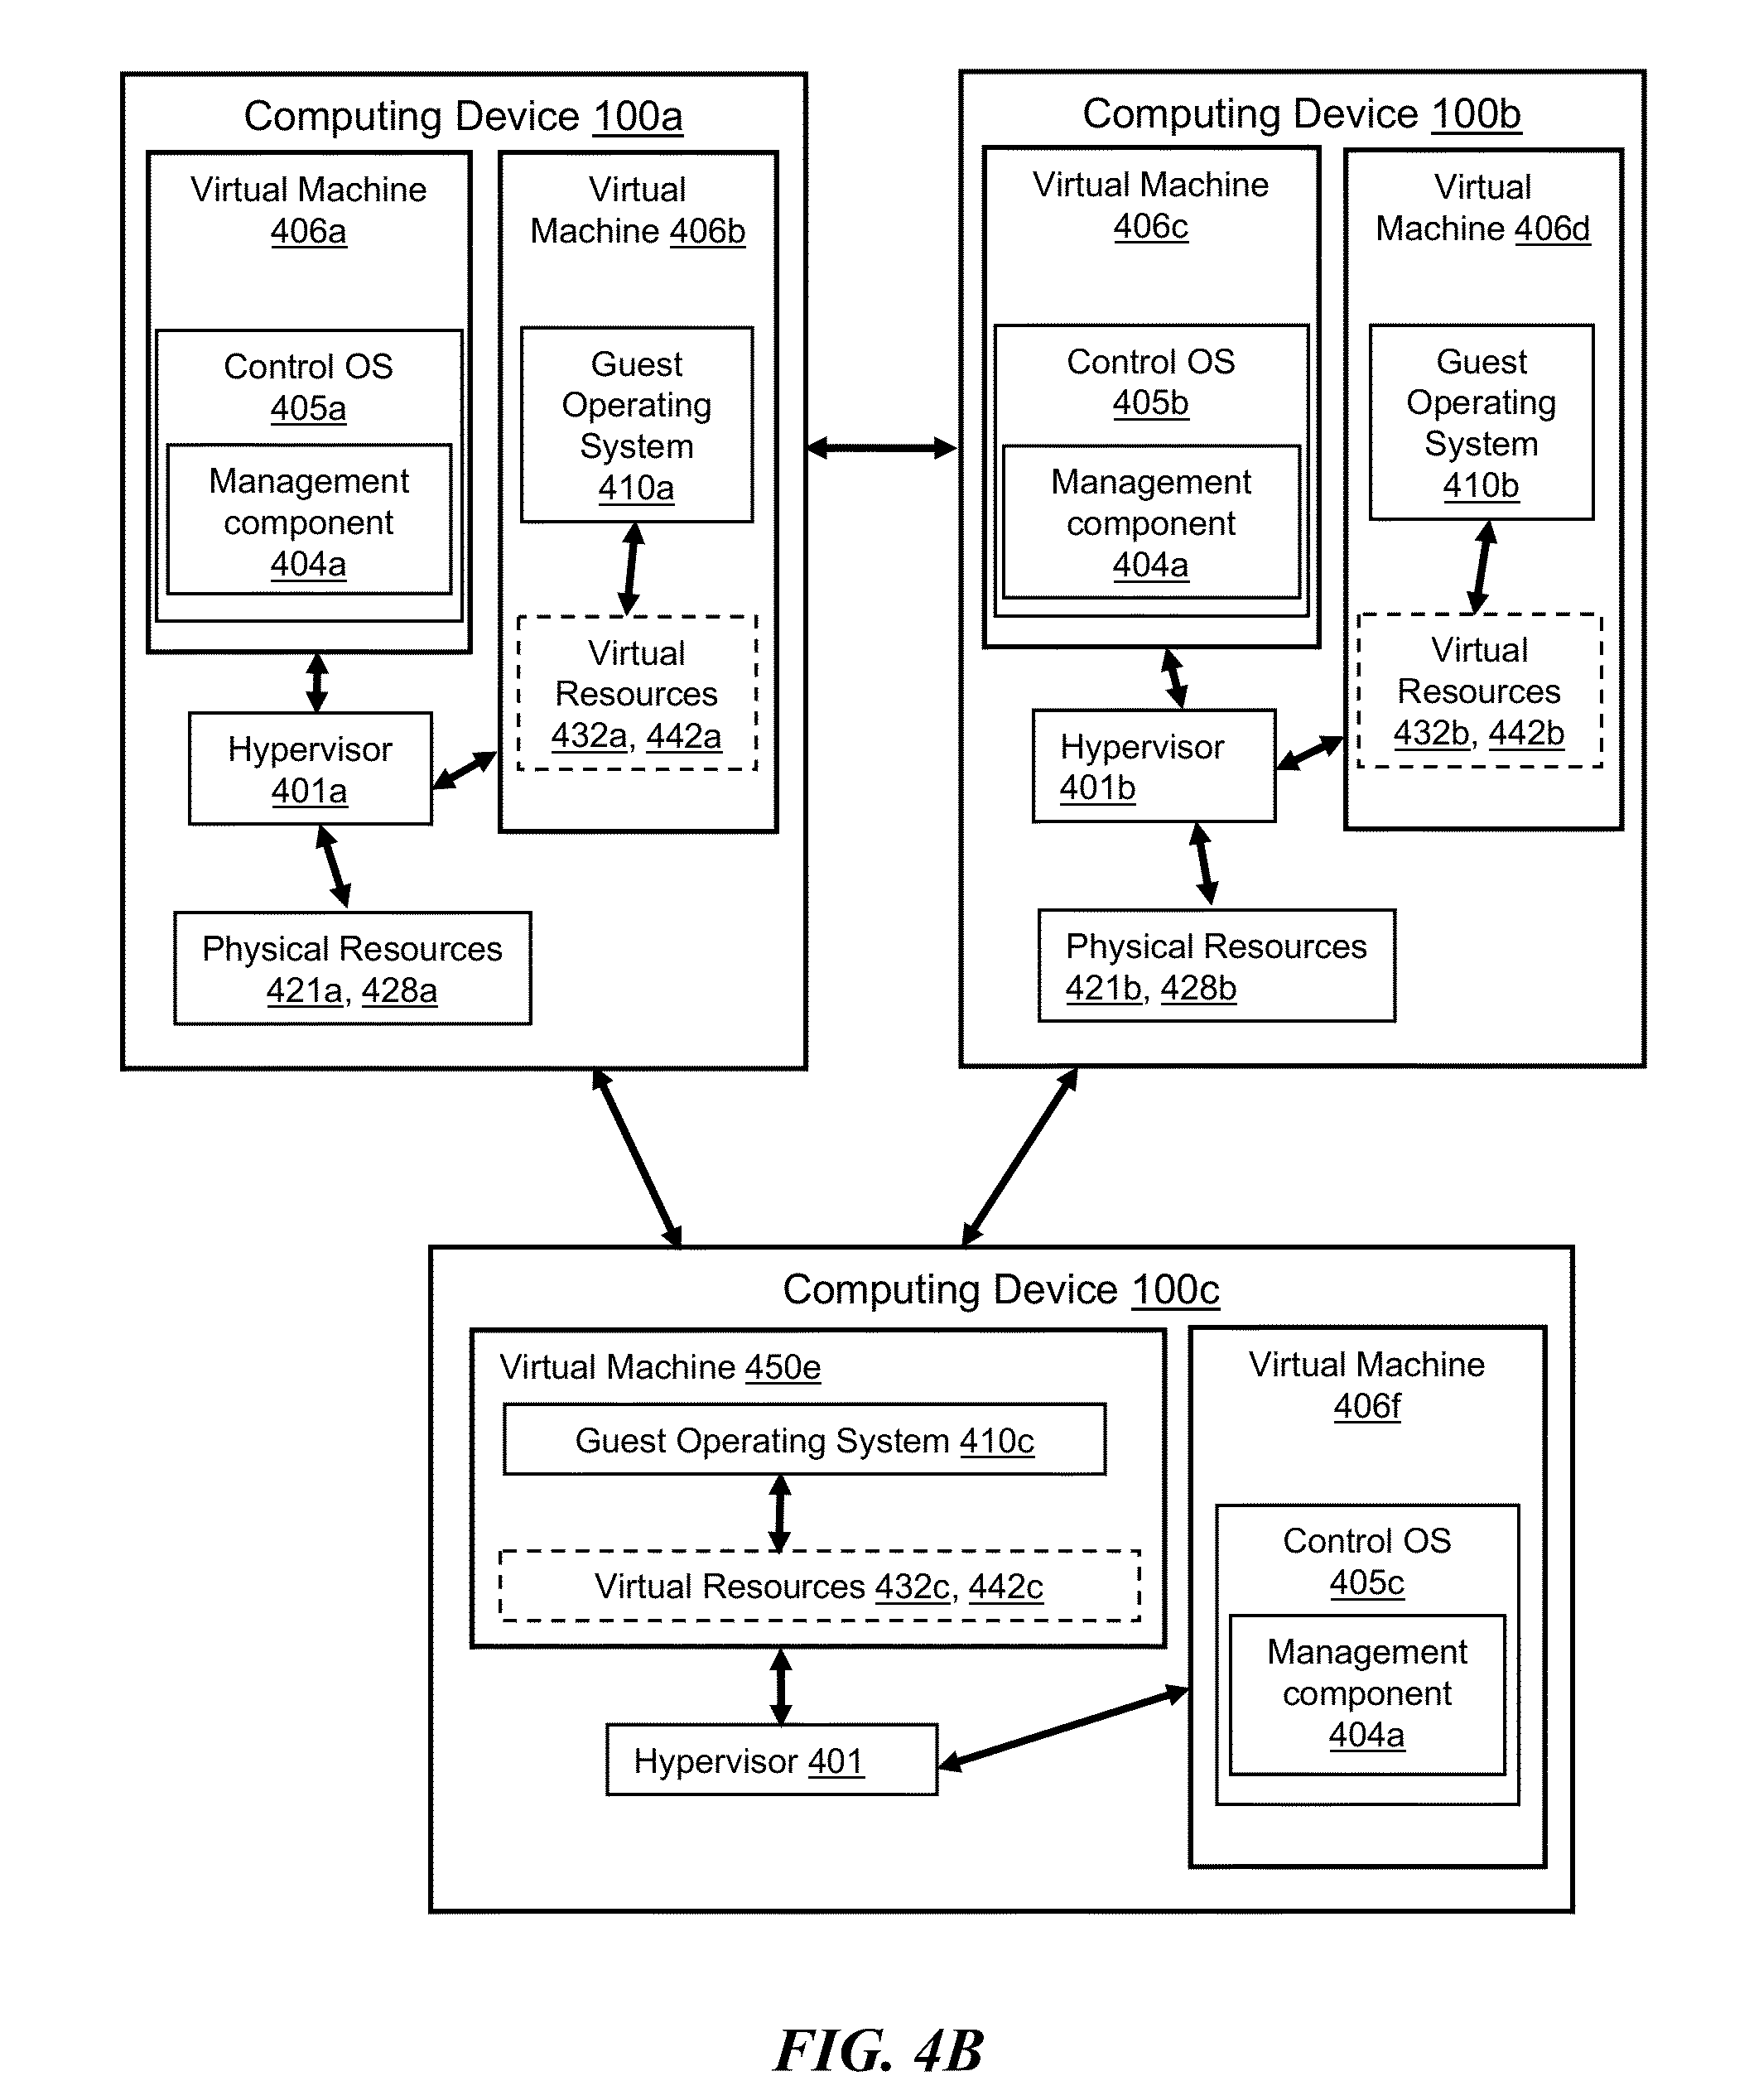 Computing Device 100a
Virtual Machine
406a
Control OS
405a
Management
component
404a
Virtual
Machine 406b
Guest
Operating
System
410a
Virtual
Resources
432a, 442a
Hypervisor
401a
Physical Resources
421a, 428a
Computing Device 100b
Virtual Machine
406c
Control OS
405b
Management
component
404a
Virtual
Machine 406d
Guest
Operating
System
410b
Virtual
Resources
432b, 442b
Hypervisor
401b
Physical Resources
421b, 428b
Computing Device 100c
Virtual Machine 450e
Guest Operating System 410c
Virtual Resources 432c, 442c
Hypervisor 401
Virtual Machine
406f
Control OS
405c
Management
component
404a
FIG. 4B